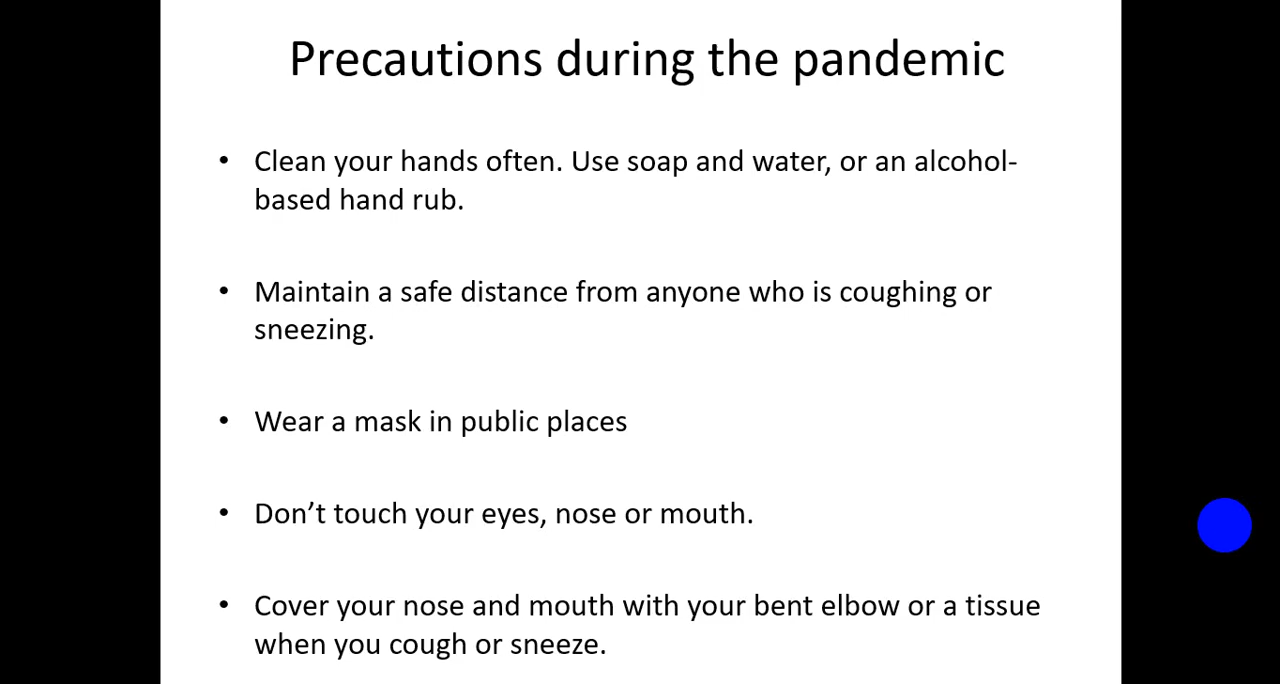 Precautions during the pandemic
• Clean your hands often. Use soap and water, or an alcohol-
based hand rub.
• Maintain a safe distance from anyone who is coughing or
sneezing.
• Wear a mask in public places
• Don’t touch your eyes, nose or mouth.
• Cover your nose and mouth with your bent elbow or a tissue
when you cough or sneeze.